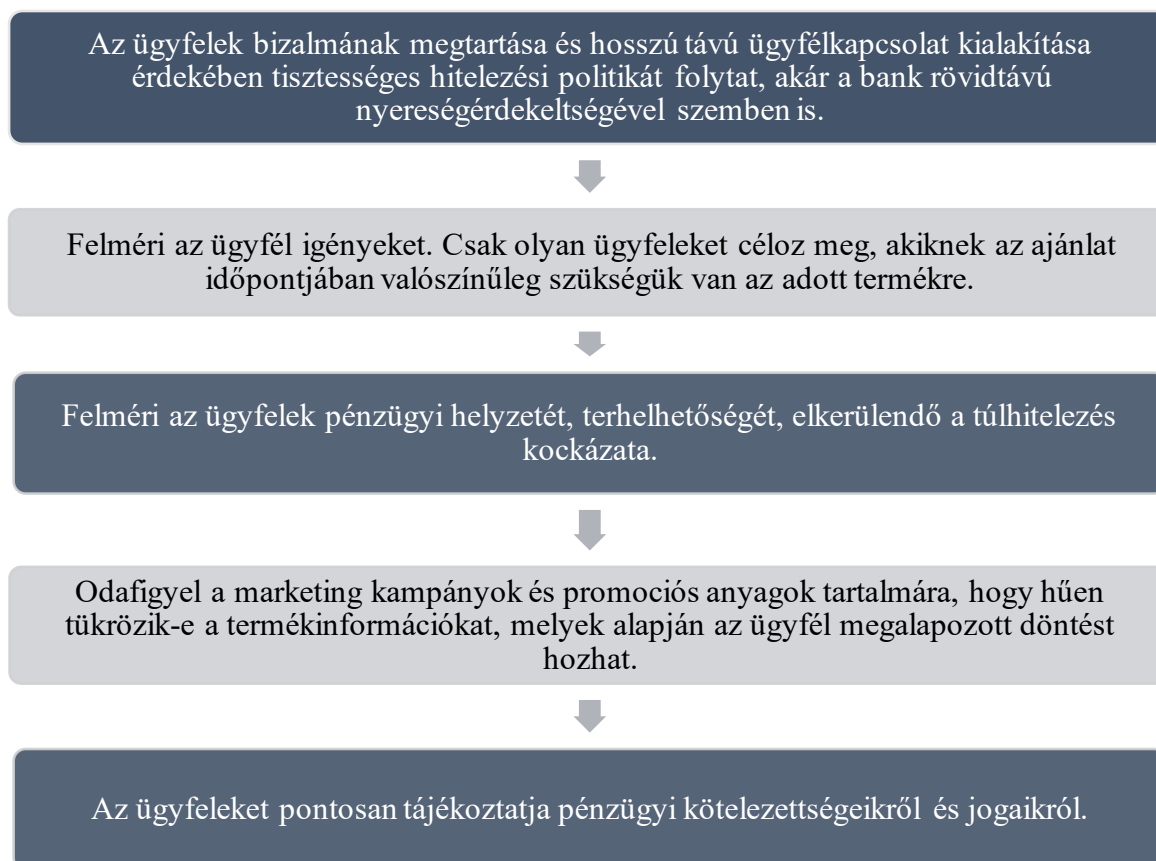 Az ügyfelek bizalmának megtartása és hosszú távú ügyfélkapcsolat kialakítása
érdekében tisztességes hitelezési politikát folytat, akár a bank rövidtávú
nyereségérdekeltségével szemben is.
Felméri az ügyfél igényeket. Csak olyan ügyfeleket céloz meg, akiknek az ajánlat
időpontjában valószínűleg szükségük van az adott termékre.
Felméri az ügyfelek pénzügyi helyzetét, terhelhetőségét, elkerülendő a túlhitelezés
kockázata.
Odafigyel a marketing kampányok és promociós anyagok tartalmára, hogy hűen
tükrözik-e a termékinformációkat, melyek alapján az ügyfél megalapozott döntést
hozhat.
Az ügyfeleket pontosan tájékoztatja pénzügyi kötelezettségeikről és jogaikról.